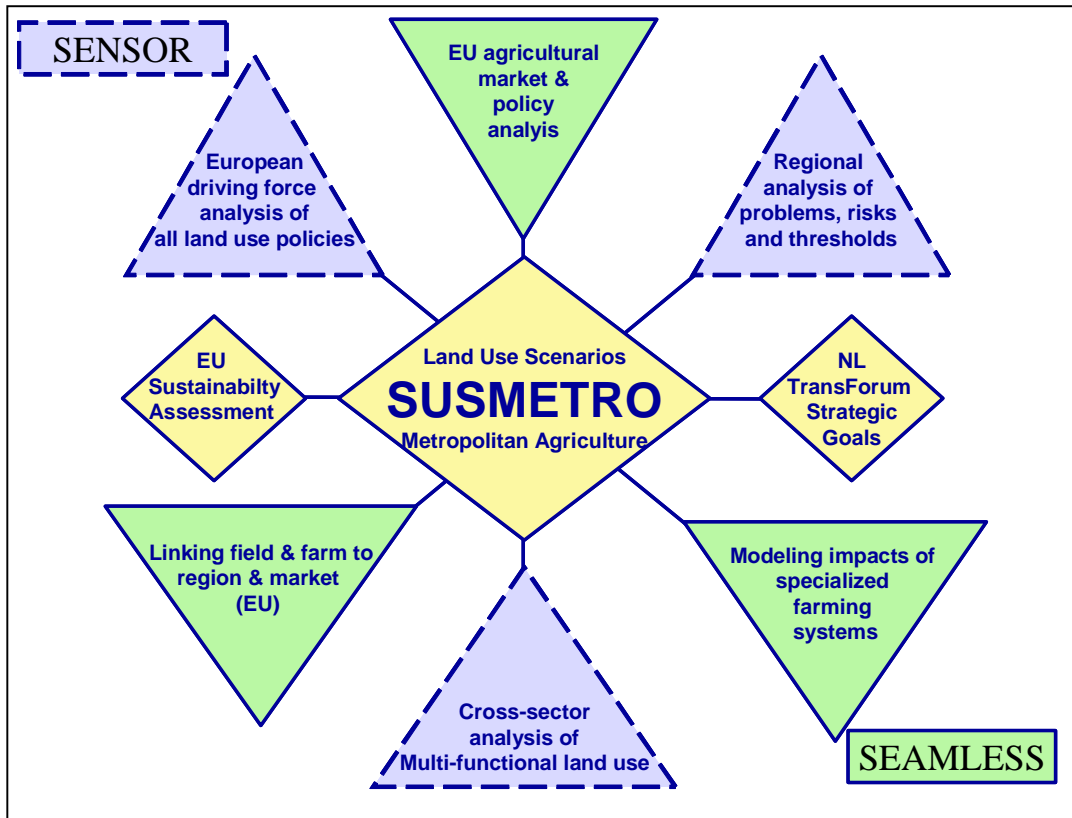 SENSOR
EU agricultural
market &
policy
analyis
European
driving force
analysis of
all land use policies
Regional
analysis of
problems, risks
and thresholds
EU
Sustainabilty
Assessment
Land Use Scenarios
SUSMETRO
Metropolitan Agriculture
NL
TransForum
Strategic
Goals
Linking field & farm to
region & market
(EU)
Modeling impacts of
specialized
farming
systems
Cross-sector
analysis of
Multi-functional land use
SEAMLESS